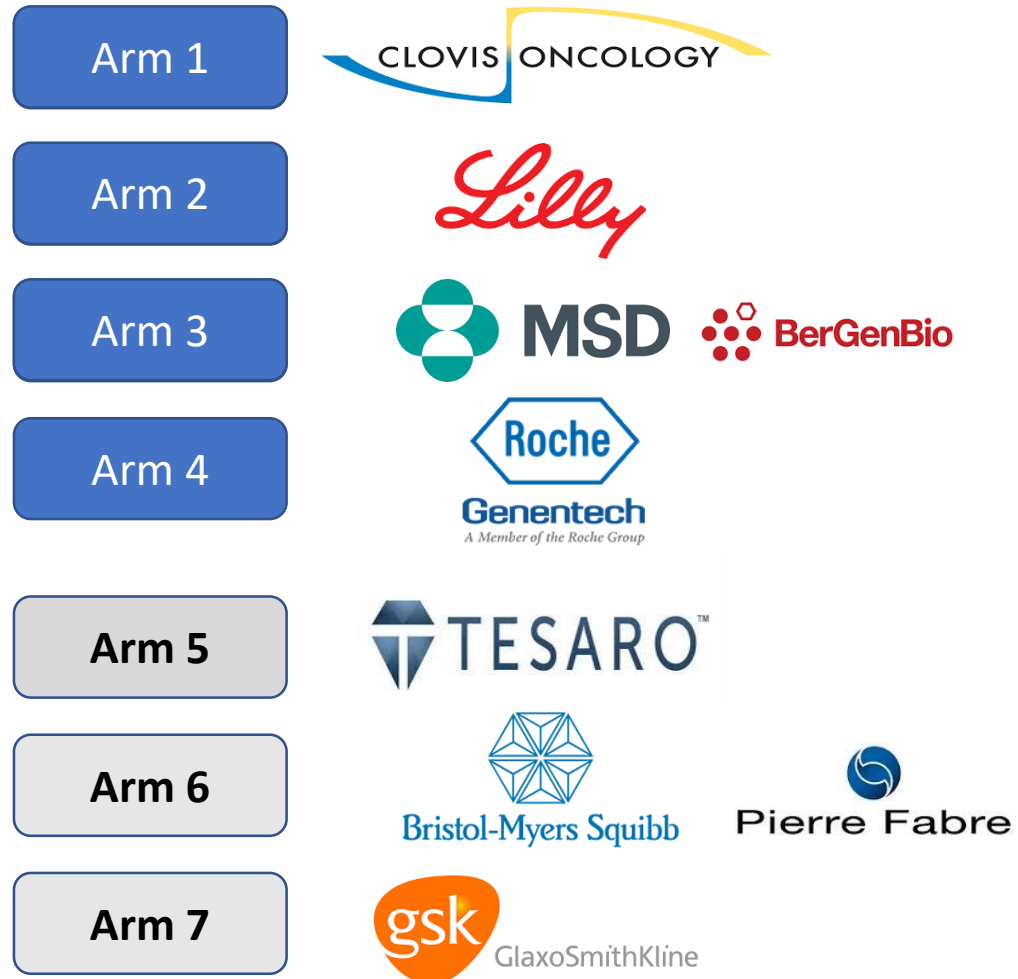 Arm 1
CLOVIS ONCOLOGY
Arm 2
Lilly
Arm 3
MSD
BerGenBio
Arm 4
Roche
Genentech
A Member of the Roche Group
Arm 5
TESARO™
Arm 6
Bristol-Myers Squibb
Pierre Fabre
Arm 7
gsk
GlaxoSmithKline